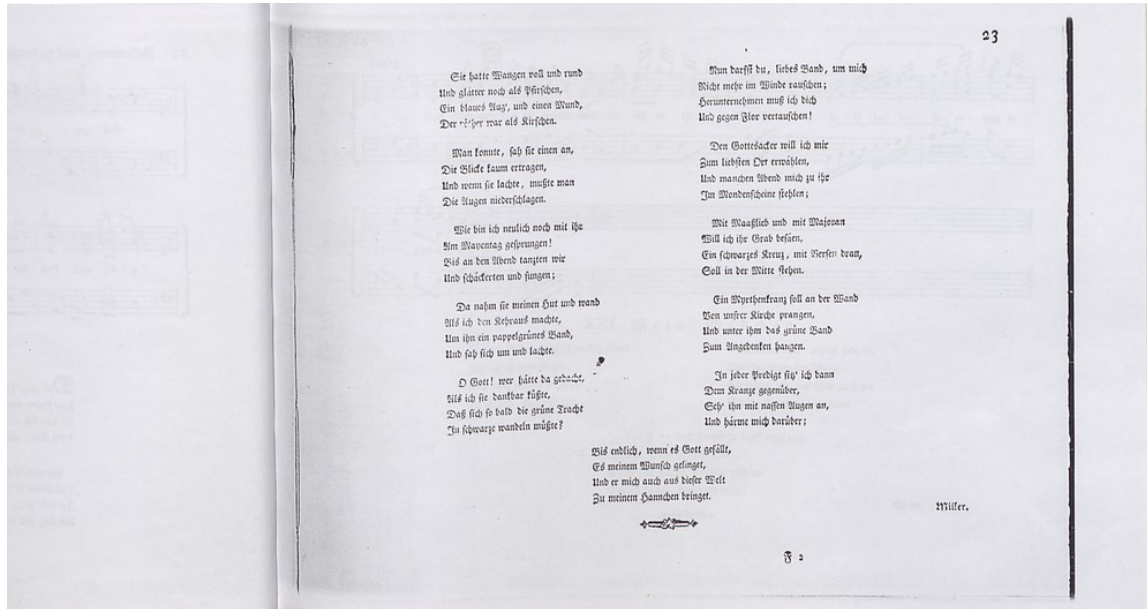 23
Sie hatte Wangen voll und rund
Und glätter noch als Pfirschen,
Ein blaues Aug', und einen Mund,
Der röther war als Kirschen.
Man konnte, sah sie einen an,
Die Blicke kaum ertragen,
Und wenn sie lachte, mußte man
Die Augen niederschlagen.
Wie bin ich neulich noch mit ihr
Am Mayentag gesprungen!
Bis an den Abend tanzten wir
Und schäckerten und sungen;
Da nahm sie meinen Hut und wand
Als ich den Kehraus machte,
Um ihn ein pappelgrünes Band,
Und sah sich um und lachte.
O Gott! wer hätte da gedacht,
Als ich sie dankbar küßte,
Daß sich so bald die grüne Tracht
In schwarze wandeln müßte?
Nun darfst du, liebes Band, um mich
Nicht mehr im Winde rauschen;
Herunternehmen muß ich dich
Und gegen Flor vertauschen!
Den Gottesacker will ich mir
Zum liebsten Ort erwählen,
Und manchen Abend mich zu ihr
Im Mondenscheine stehlen;
Mit Maaßlieb und mit Majoran
Will ich ihr Grab besäen,
Ein schwarzes Kreuz, mit Versen dran,
Soll in der Mitte stehen.
Ein Myrthenkranz soll an der Wand
Von unsrer Kirche prangen,
Und unter ihm das grüne Band
Zum Angedenken hangen.
In jeder Predigt sitz' ich dann
Dem Kranze gegenüber,
Seh' ihn mit nassen Augen an,
Und härme mich darüber;
Bis endlich, wenn es Gott gefällt,
Es meinem Wunsch gelinget,
Und er mich auch aus dieser Welt
Zu meinem Hannchen bringet.
Miller.
F 2